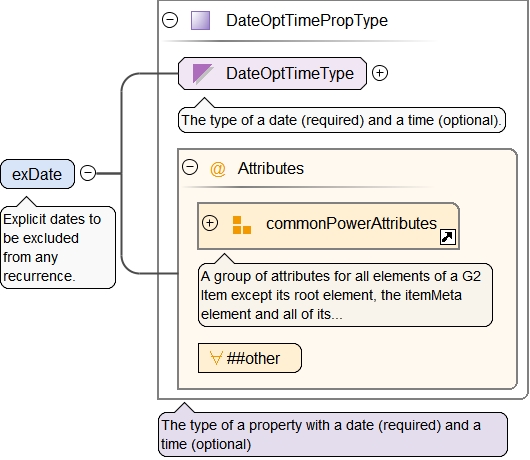 DateOptTimePropType
DateOptTimeType
The type of a date (required) and a time (optional).
exDate
Explicit dates to
be excluded
from any
recurrence.
@ Attributes
commonPowerAttributes
A group of attributes for all elements of a G2
Item except its root element, the itemMeta
element and all of its...
##other
The type of a property with a date (required) and a
time (optional)